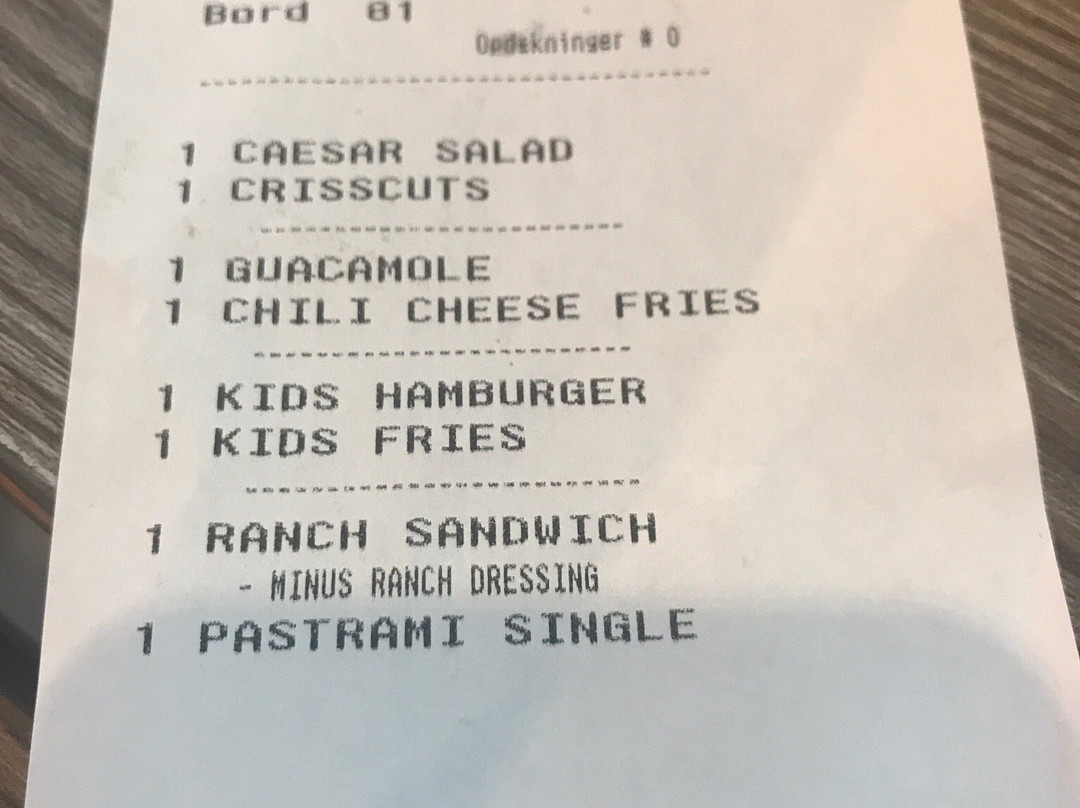 Bord 81
Opdekninger # 0
1 CAESAR SALAD
1 CRISSCUTS
1 GUACAMOLE
1 CHILI CHEESE FRIES
1 KIDS HAMBURGER
1 KIDS FRIES
1 RANCH SANDWICH
- MINUS RANCH DRESSING
1 PASTRAMI SINGLE